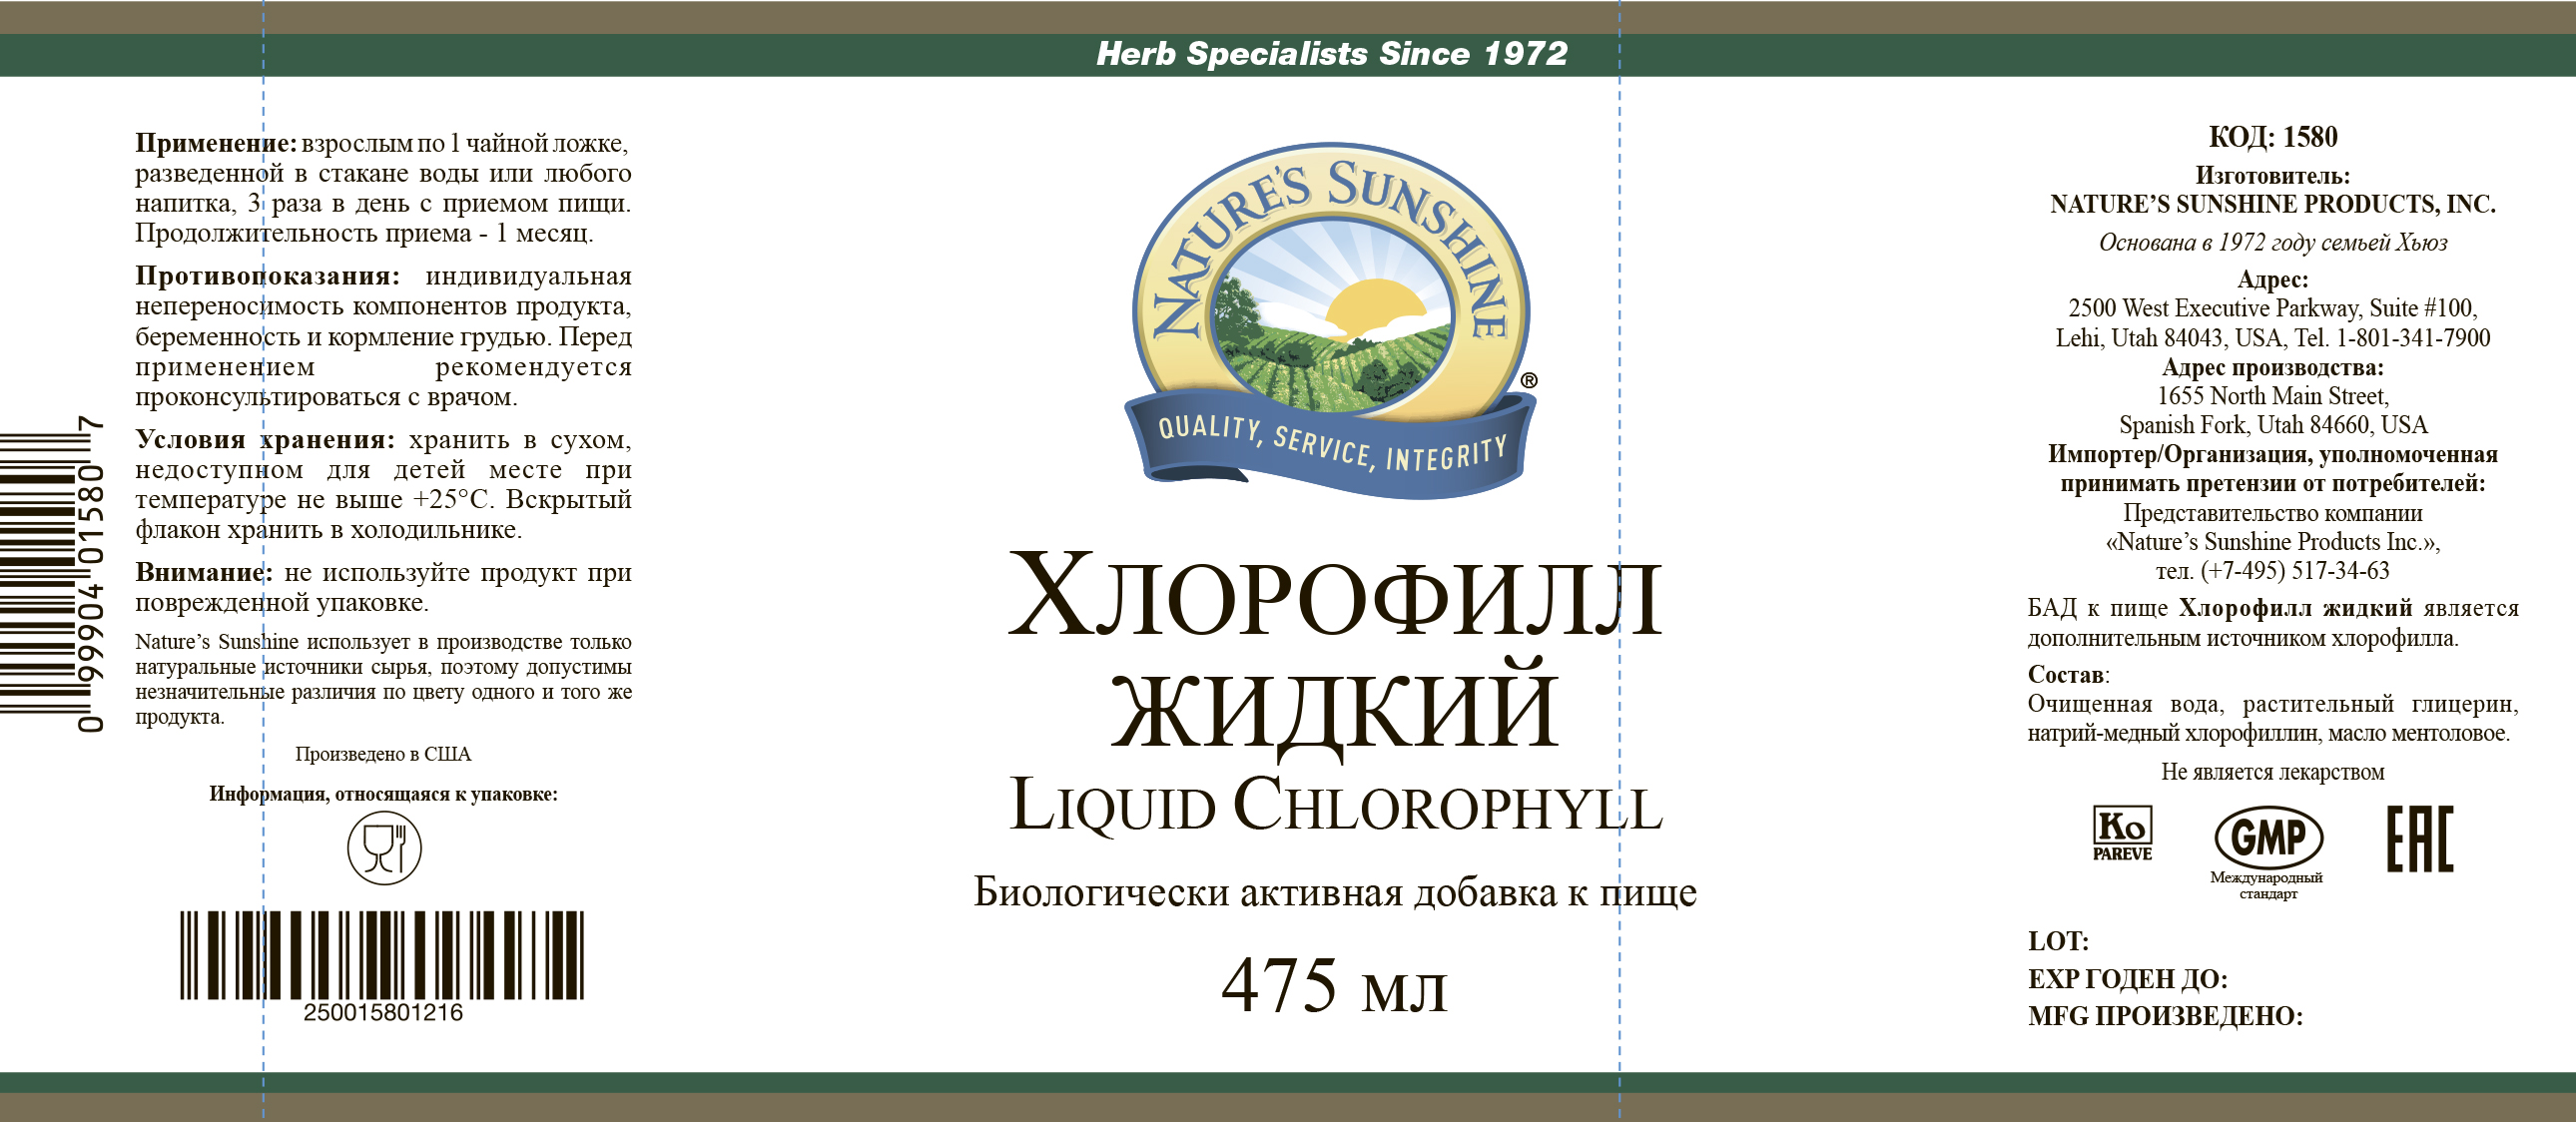 Herb Specialists Since 1972
Применение: взрослым по 1 чайной ложке,
разведенной в стакане воды или любого
напитка, 3 раза в день с приемом пищи.
Продолжительность приема - 1 месяц.
Противопоказания: индивидуальная
непереносимость компонентов продукта,
беременность и кормление грудью. Перед
применением рекомендуется
проконсультироваться с врачом.
Условия хранения: хранить в сухом,
недоступном для детей месте при
температуре не выше +25°С. Вскрытый
флакон хранить в холодильнике.
Внимание: не используйте продукт при
поврежденной упаковке.
Nature’s Sunshine использует в производстве только
натуральные источники сырья, поэтому допустимы
незначительные различия по цвету одного и того же
продукта.
Произведено в США
Информация, относящаяся к упаковке:
250015801216
0 99904 01580 7
NATURE'S SUNSHINE
®
QUALITY, SERVICE, INTEGRITY
ХЛОРОФИЛЛ
ЖИДКИЙ
LIQUID CHLOROPHYLL
Биологически активная добавка к пище
475 мл
КОД: 1580
Изготовитель:
NATURE’S SUNSHINE PRODUCTS, INC.
Основана в 1972 году семьей Хьюз
Адрес:
2500 West Executive Parkway, Suite #100,
Lehi, Utah 84043, USA, Tel. 1-801-341-7900
Адрес производства:
1655 North Main Street,
Spanish Fork, Utah 84660, USA
Импортер/Организация, уполномоченная
принимать претензии от потребителей:
Представительство компании
«Nature’s Sunshine Products Inc.»,
тел. (+7-495) 517-34-63
БАД к пище Хлорофилл жидкий является
дополнительным источником хлорофилла.
Состав:
Очищенная вода, растительный глицерин,
натрий-медный хлорофиллин, масло ментоловое.
Не является лекарством
Ko
PAREVE
GMP
Международный
стандарт
EAC
LOT:
EXP ГОДЕН ДО:
MFG ПРОИЗВЕДЕНО: